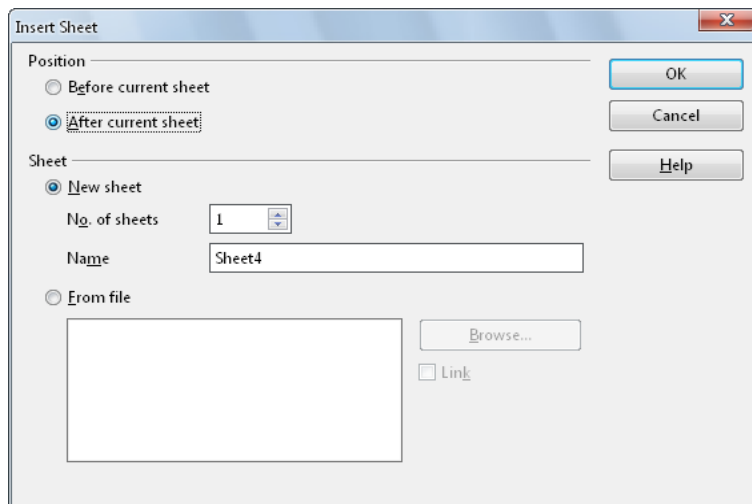 Insert Sheet
Position
Before current sheet
After current sheet
OK
Cancel
Help
Sheet
New sheet
No. of sheets 1
Name Sheet4
From file
Browse...
Link